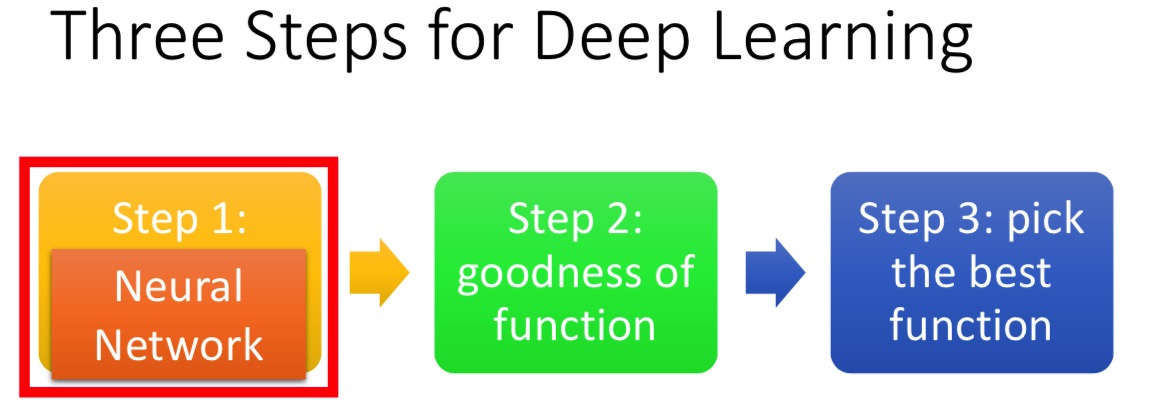 Three Steps for Deep Learning
Step 1:
Neural
Network
Step 2:
goodness of
function
Step 3: pick
the best
function